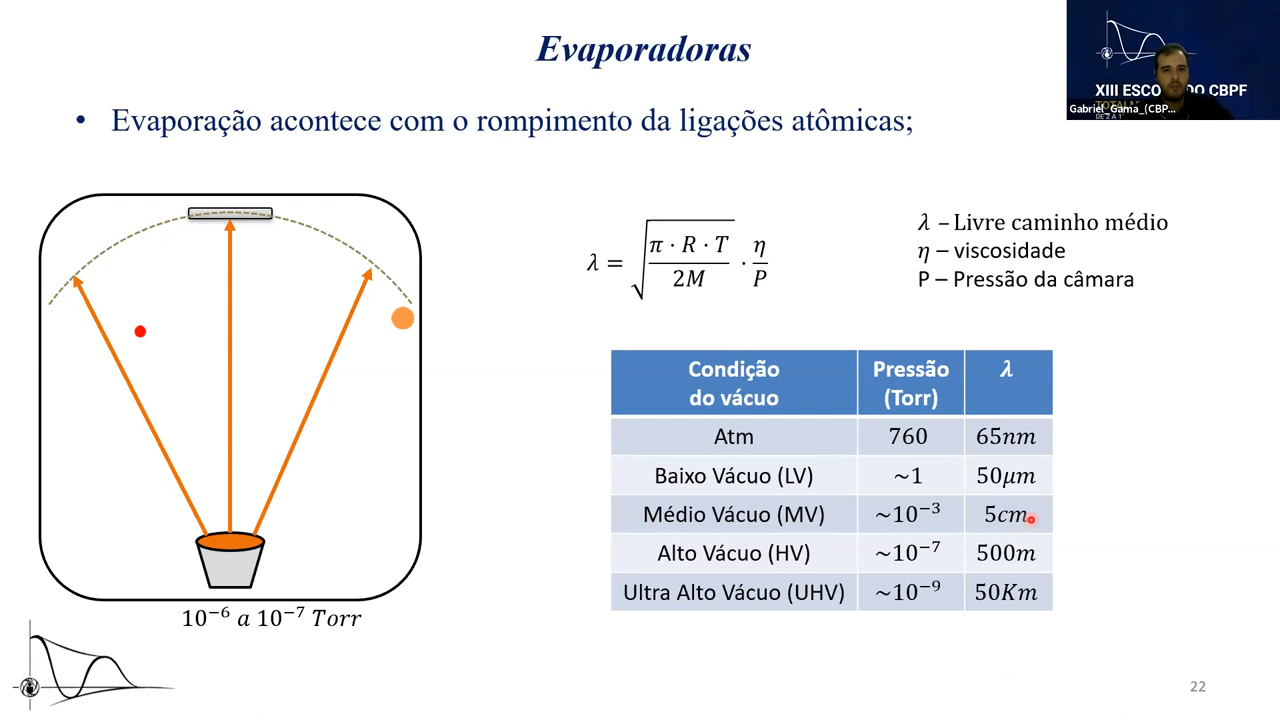 Evaporadoras
XIII ESCO DO CBPF
Gabriel_Gama_(CBP...
• Evaporação acontece com o rompimento da ligações atômicas;
λ = √(π · R · T / 2M) · η / P
λ – Livre caminho médio
η – viscosidade
P – Pressão da câmara
Condição do vácuo Pressão (Torr) λ
Atm 760 65nm
Baixo Vácuo (LV) ~1 50μm
Médio Vácuo (MV) ~10⁻³ 5cm
Alto Vácuo (HV) ~10⁻⁷ 500m
Ultra Alto Vácuo (UHV) ~10⁻⁹ 50Km
10⁻⁶ a 10⁻⁷ Torr
22